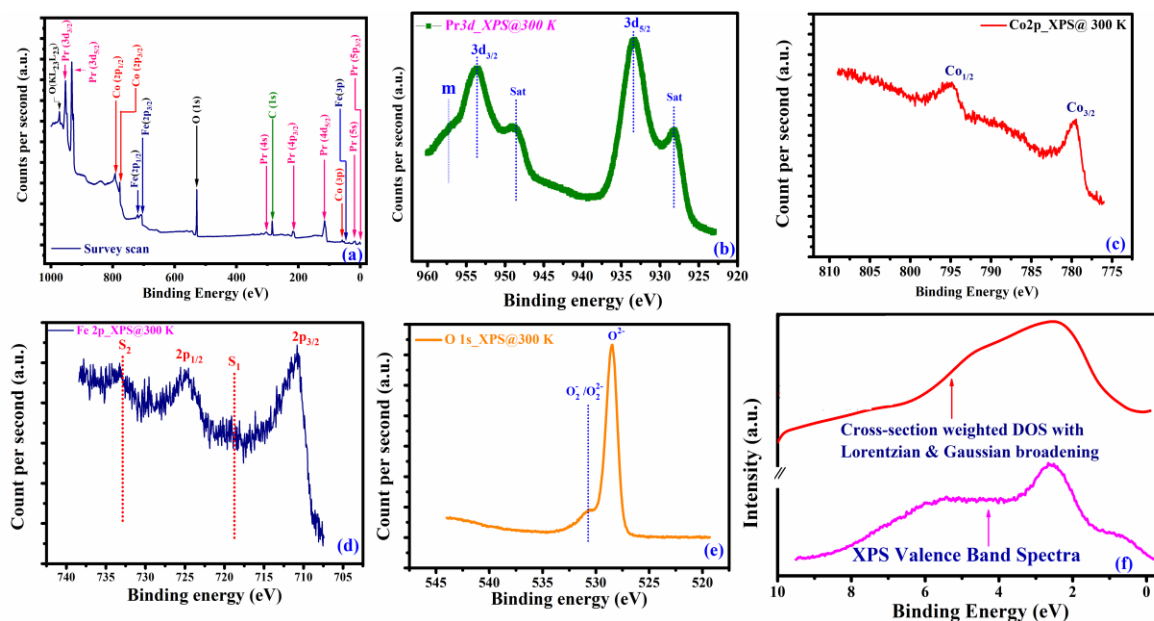 Counts per second (a.u.)
O(KL₂₃L₂₃)
Pr (3d₃/₂)
Pr (3d₅/₂)
Co (2p₁/₂)
Co (2p₃/₂)
Fe(2p₁/₂)
Fe(2p₃/₂)
O (1s)
Pr (4s)
C (1s)
Pr (4p₃/₂)
Pr (4d₅/₂)
Co (3p)
Fe(3p)
Pr (5s)
Pr (5p₃/₂)
Survey scan
(a)
1000 800 600 400 200 0
Binding Energy (eV)
Counts per second (a.u.)
Pr3d_XPS@300 K
m
3d₃/₂
Sat
3d₅/₂
Sat
(b)
960 955 950 945 940 935 930 925 920
Binding energy (eV)
Count per second (a.u.)
Co2p_XPS@ 300 K
Co₁/₂
Co₃/₂
(c)
810 805 800 795 790 785 780 775
Binding Energy (eV)
Count per second (a.u.)
Fe 2p_XPS@300 K
S₂
2p₁/₂
S₁
2p₃/₂
(d)
740 735 730 725 720 715 710 705
Binding energy (eV)
Count per second (a.u.)
O 1s_XPS@300 K
O²⁻
O₂⁻/O₂²⁻
(e)
545 540 535 530 525 520
Binding energy (eV)
Intensity (a.u.)
Cross-section weighted DOS with
Lorentzian & Gaussian broadening
XPS Valence Band Spectra
(f)
10 8 6 4 2 0
Binding Energy (eV)